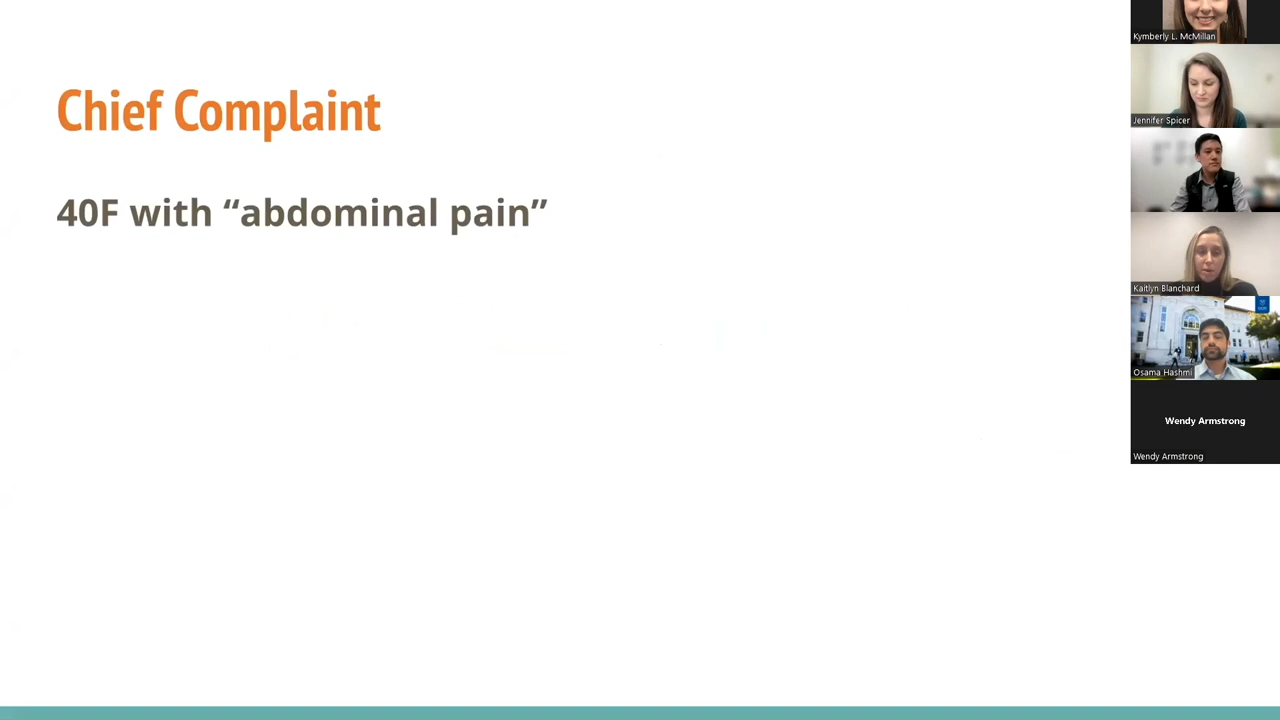 Chief Complaint
40F with “abdominal pain”
Kymberly L. McMillan
Jennifer Spicer
Kaitlyn Blanchard
Osama Hashmi
Wendy Armstrong
Wendy Armstrong